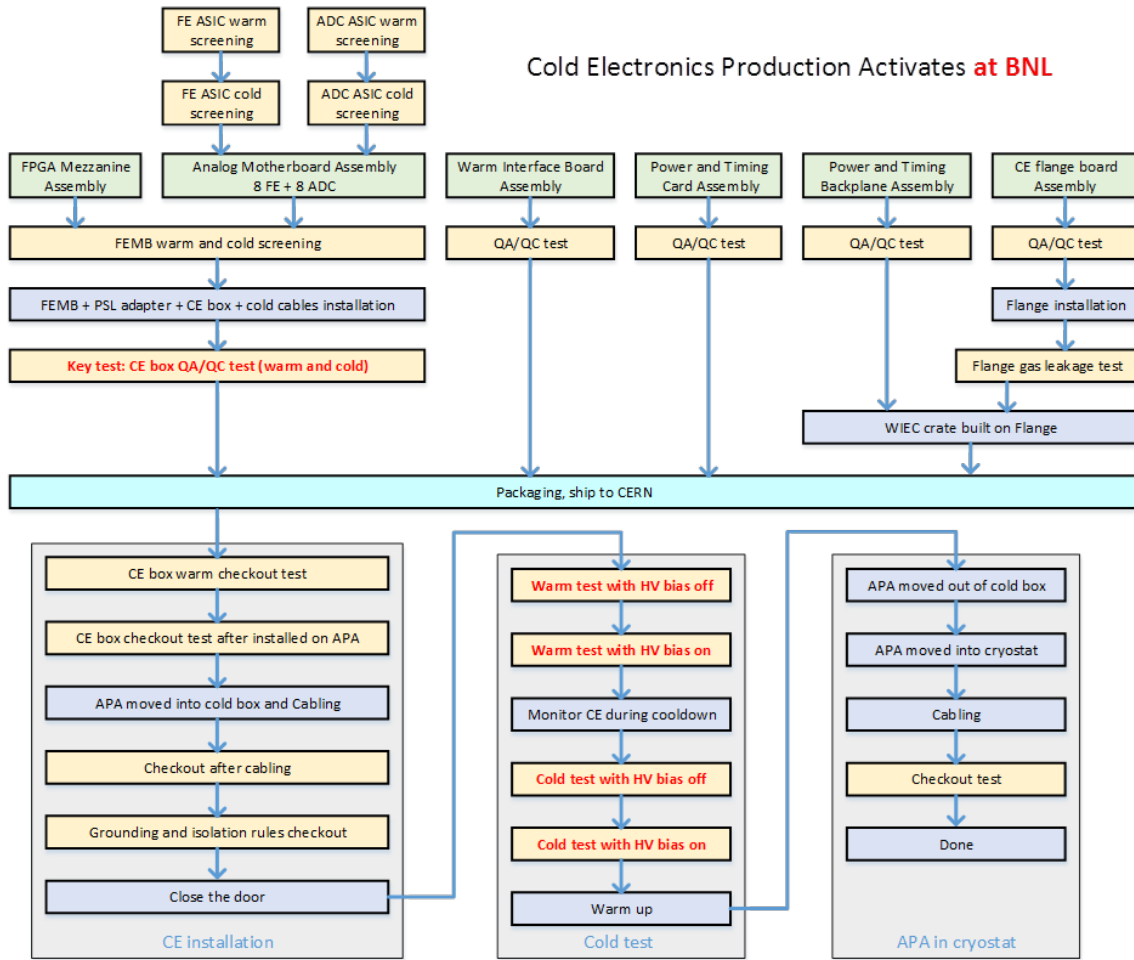 FE ASIC warm
screening
ADC ASIC warm
screening
Cold Electronics Production Activates at BNL
FE ASIC cold
screening
ADC ASIC cold
screening
FPGA Mezzanine
Assembly
Analog Motherboard Assembly
8 FE + 8 ADC
Warm Interface Board
Assembly
Power and Timing
Card Assembly
Power and Timing
Backplane Assembly
CE flange board
Assembly
FEMB warm and cold screening
QA/QC test
QA/QC test
QA/QC test
QA/QC test
FEMB + PSL adapter + CE box + cold cables installation
Flange installation
Key test: CE box QA/QC test (warm and cold)
Flange gas leakage test
WIEC crate built on Flange
Packaging, ship to CERN
CE box warm checkout test
CE box checkout test after installed on APA
APA moved into cold box and Cabling
Checkout after cabling
Grounding and isolation rules checkout
Close the door
CE installation
Warm test with HV bias off
Warm test with HV bias on
Monitor CE during cooldown
Cold test with HV bias off
Cold test with HV bias on
Warm up
Cold test
APA moved out of cold box
APA moved into cryostat
Cabling
Checkout test
Done
APA in cryostat